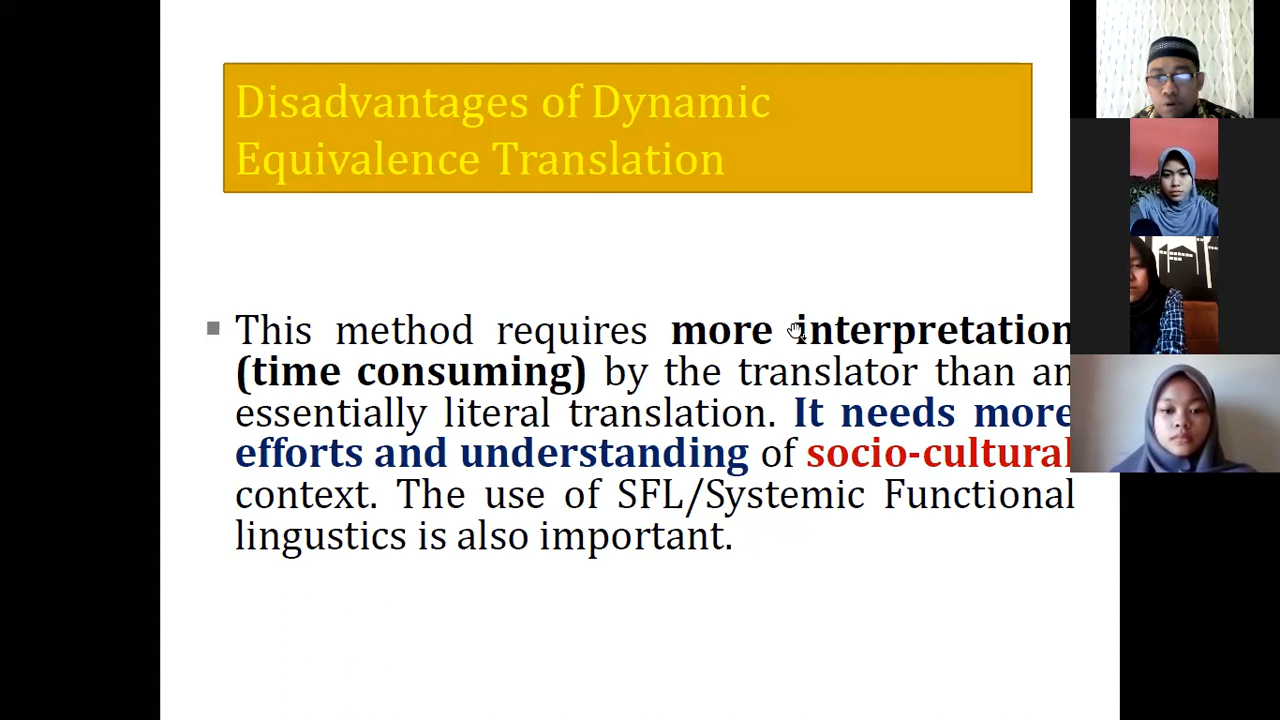 Disadvantages of Dynamic
Equivalence Translation
This method requires more interpretation
(time consuming) by the translator than an
essentially literal translation. It needs more
efforts and understanding of socio-cultural
context. The use of SFL/Systemic Functional
lingustics is also important.